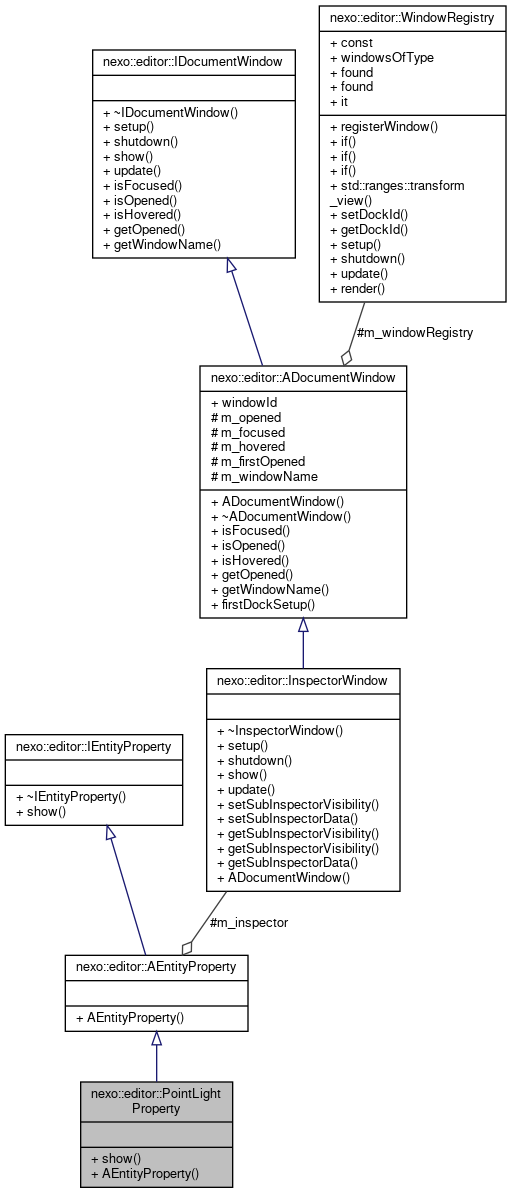 nexo::editor::WindowRegistry
+ const
+ windowsOfType
+ found
+ found
+ it
+ registerWindow()
+ if()
+ if()
+ if()
+ std::ranges::transform
_view()
+ setDockId()
+ getDockId()
+ setup()
+ shutdown()
+ update()
+ render()
nexo::editor::IDocumentWindow
+ ~IDocumentWindow()
+ setup()
+ shutdown()
+ show()
+ update()
+ isFocused()
+ isOpened()
+ isHovered()
+ getOpened()
+ getWindowName()
#m_windowRegistry
nexo::editor::ADocumentWindow
+ windowId
# m_opened
# m_focused
# m_hovered
# m_firstOpened
# m_windowName
+ ADocumentWindow()
+ ~ADocumentWindow()
+ isFocused()
+ isOpened()
+ isHovered()
+ getOpened()
+ getWindowName()
+ firstDockSetup()
nexo::editor::InspectorWindow
+ ~InspectorWindow()
+ setup()
+ shutdown()
+ show()
+ update()
+ setSubInspectorVisibility()
+ setSubInspectorData()
+ getSubInspectorVisibility()
+ getSubInspectorVisibility()
+ getSubInspectorData()
+ ADocumentWindow()
nexo::editor::IEntityProperty
+ ~IEntityProperty()
+ show()
#m_inspector
nexo::editor::AEntityProperty
+ AEntityProperty()
nexo::editor::PointLight
Property
+ show()
+ AEntityProperty()